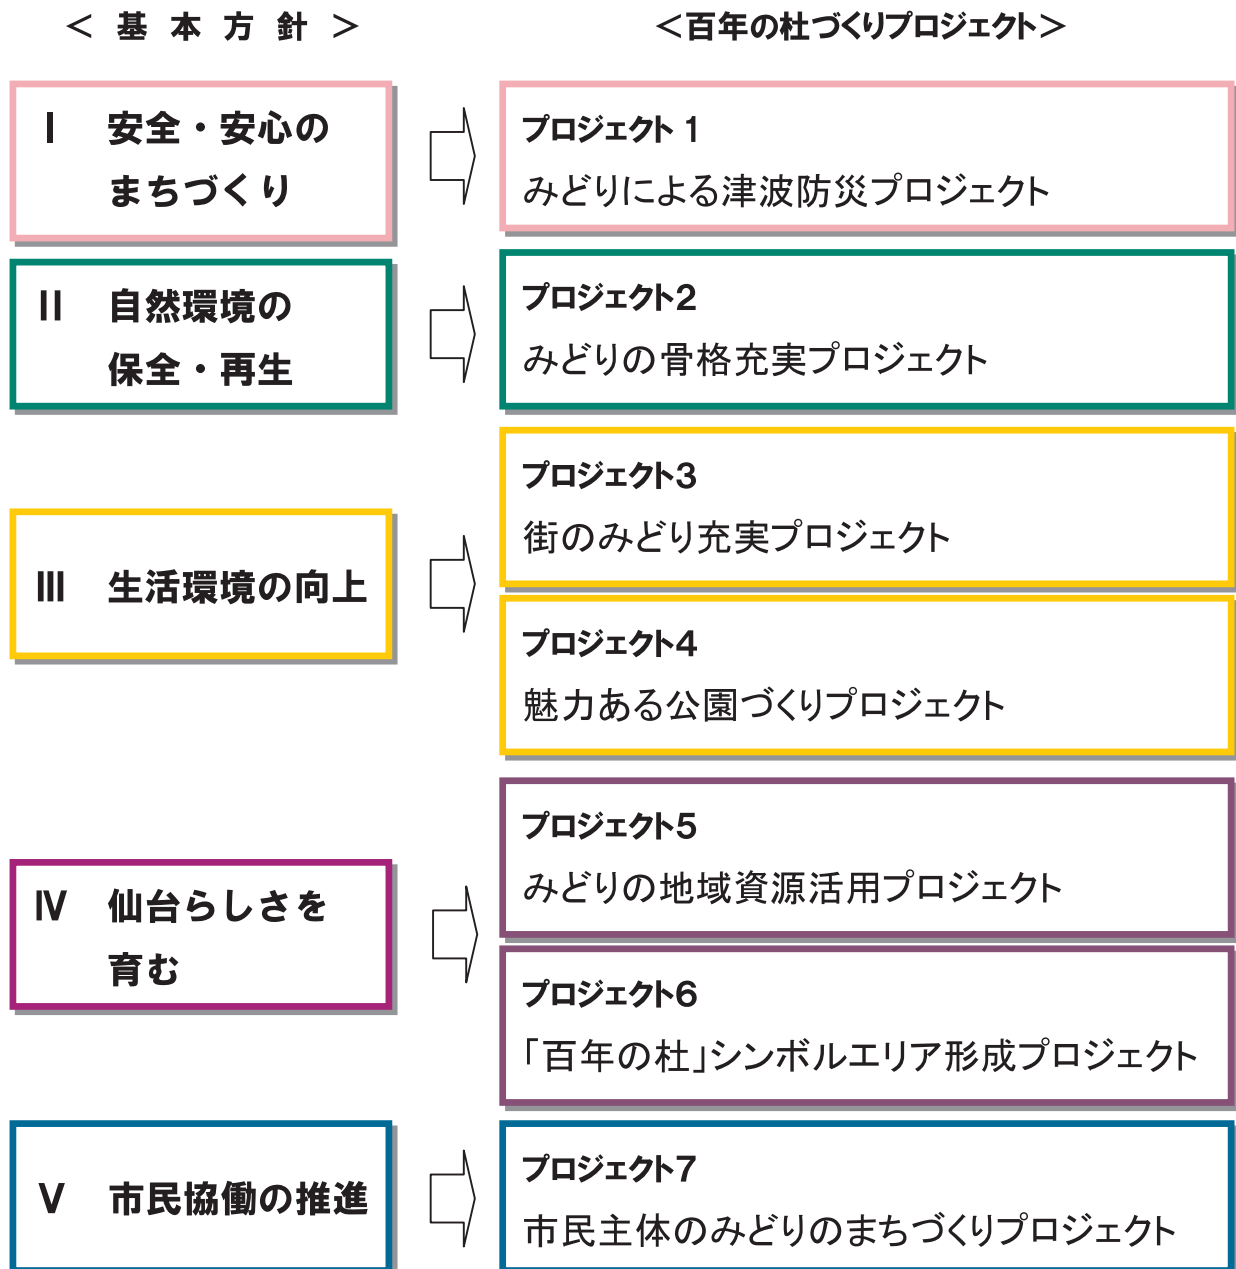 ＜ 基 本 方 針 ＞
＜百年の杜づくりプロジェクト＞
Ⅰ 安全・安心の
まちづくり
プロジェクト 1
みどりによる津波防災プロジェクト
Ⅱ 自然環境の
保全・再生
プロジェクト2
みどりの骨格充実プロジェクト
Ⅲ 生活環境の向上
プロジェクト3
街のみどり充実プロジェクト
プロジェクト4
魅力ある公園づくりプロジェクト
Ⅳ 仙台らしさを
育む
プロジェクト5
みどりの地域資源活用プロジェクト
プロジェクト6
「百年の杜」シンボルエリア形成プロジェクト
Ⅴ 市民協働の推進
プロジェクト7
市民主体のみどりのまちづくりプロジェクト